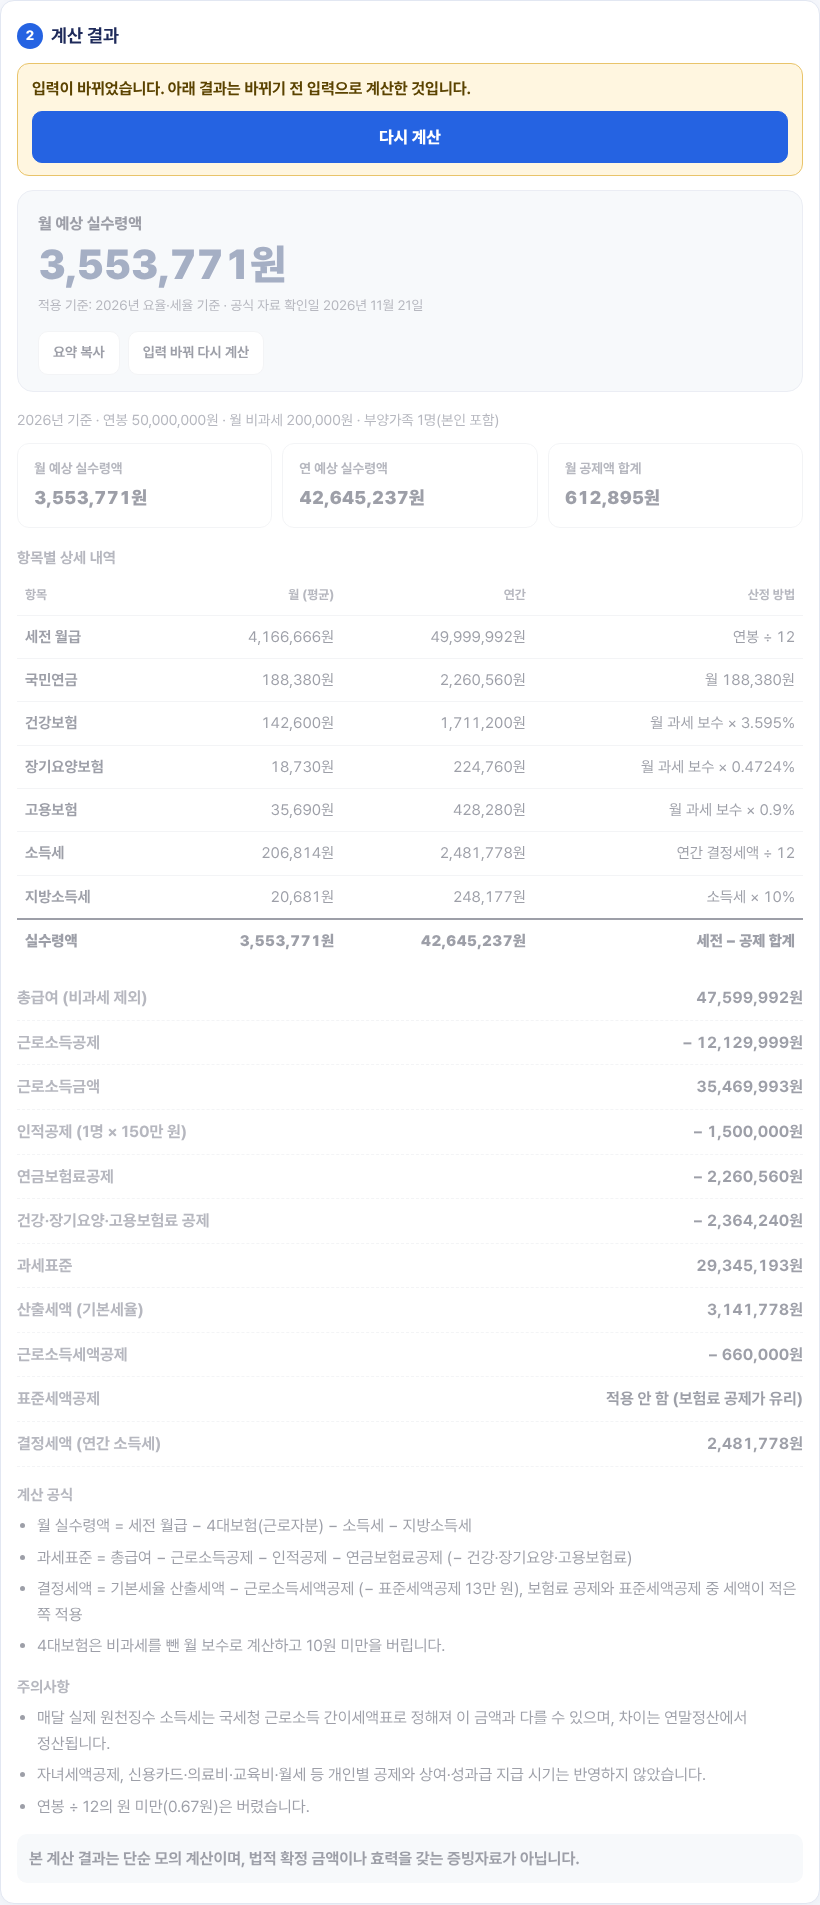 2 계산 결과
입력이 바뀌었습니다. 아래 결과는 바뀌기 전 입력으로 계산한 것입니다.
다시 계산
월 예상 실수령액
3,553,771원
적용 기준: 2026년 요율·세율 기준 · 공식 자료 확인일 2026년 11월 21일
요약 복사 입력 바꿔 다시 계산
2026년 기준 · 연봉 50,000,000원 · 월 비과세 200,000원 · 부양가족 1명(본인 포함)
월 예상 실수령액 연 예상 실수령액 월 공제액 합계
3,553,771원 42,645,237원 612,895원
항목별 상세 내역
항목 월 (평균) 연간 산정 방법
세전 월급 4,166,666원 49,999,992원 연봉 ÷ 12
국민연금 188,380원 2,260,560원 월 188,380원
건강보험 142,600원 1,711,200원 월 과세 보수 × 3.595%
장기요양보험 18,730원 224,760원 월 과세 보수 × 0.4724%
고용보험 35,690원 428,280원 월 과세 보수 × 0.9%
소득세 206,814원 2,481,778원 연간 결정세액 ÷ 12
지방소득세 20,681원 248,177원 소득세 × 10%
실수령액 3,553,771원 42,645,237원 세전 − 공제 합계
총급여 (비과세 제외) 47,599,992원
근로소득공제 − 12,129,999원
근로소득금액 35,469,993원
인적공제 (1명 × 150만 원) − 1,500,000원
연금보험료공제 − 2,260,560원
건강·장기요양·고용보험료 공제 − 2,364,240원
과세표준 29,345,193원
산출세액 (기본세율) 3,141,778원
근로소득세액공제 − 660,000원
표준세액공제 적용 안 함 (보험료 공제가 유리)
결정세액 (연간 소득세) 2,481,778원
계산 공식
• 월 실수령액 = 세전 월급 − 4대보험(근로자분) − 소득세 − 지방소득세
• 과세표준 = 총급여 − 근로소득공제 − 인적공제 − 연금보험료공제 (− 건강·장기요양·고용보험료)
• 결정세액 = 기본세율 산출세액 − 근로소득세액공제 (− 표준세액공제 13만 원), 보험료 공제와 표준세액공제 중 세액이 적은
쪽 적용
• 4대보험은 비과세를 뺀 월 보수로 계산하고 10원 미만을 버립니다.
주의사항
• 매달 실제 원천징수 소득세는 국세청 근로소득 간이세액표로 정해져 이 금액과 다를 수 있으며, 차이는 연말정산에서
정산됩니다.
• 자녀세액공제, 신용카드·의료비·교육비·월세 등 개인별 공제와 상여·성과급 지급 시기는 반영하지 않았습니다.
• 연봉 ÷ 12의 원 미만(0.67원)은 버렸습니다.
본 계산 결과는 단순 모의 계산이며, 법적 확정 금액이나 효력을 갖는 증빙자료가 아닙니다.